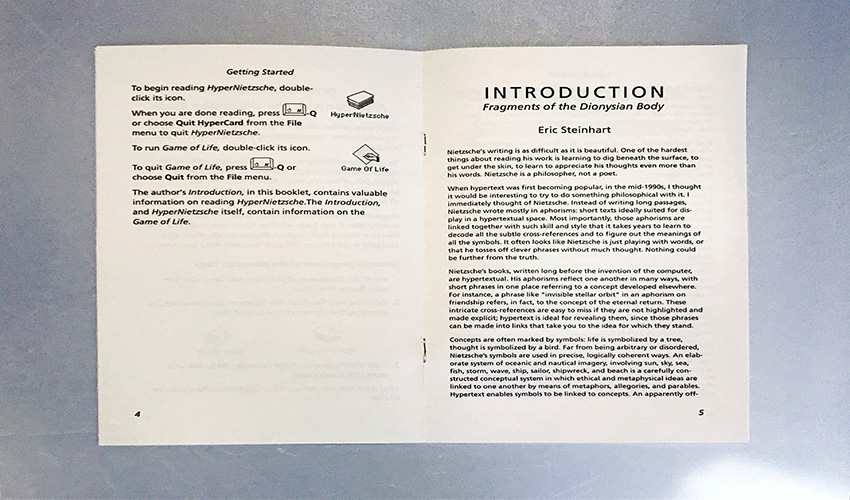 Getting Started
To begin reading HyperNietzsche, double-
click its icon.
When you are done reading, press -Q
or choose Quit HyperCard from the File
menu to quit HyperNietzsche.
HyperNietzsche
To run Game of Life, double-click its icon.
To quit Game of Life, press -Q or
choose Quit from the File menu.
Game Of Life
The author's Introduction, in this booklet, contains valuable
information on reading HyperNietzsche.The Introduction,
and HyperNietzsche itself, contain information on the
Game of Life.
4
INTRODUCTION
Fragments of the Dionysian Body
Eric Steinhart
Nietzsche's writing is as difficult as it is beautiful. One of the hardest
things about reading his work is learning to dig beneath the surface, to
get under the skin, to learn to appreciate his thoughts even more than
his words. Nietzsche is a philosopher, not a poet.
When hypertext was first becoming popular, in the mid-1990s, I thought
it would be interesting to try to do something philosophical with it. I
immediately thought of Nietzsche. Instead of writing long passages,
Nietzsche wrote mostly in aphorisms: short texts ideally suited for dis-
play in a hypertextual space. Most importantly, those aphorisms are
linked together with such skill and style that it takes years to learn to
decode all the subtle cross-references and to figure out the meanings of
all the symbols. It often looks like Nietzsche is just playing with words, or
that he tosses off clever phrases without much thought. Nothing could
be further from the truth.
Nietzsche's books, written long before the invention of the computer,
are hypertextual. His aphorisms reflect one another in many ways, with
short phrases in one place referring to a concept developed elsewhere.
For instance, a phrase like "invisible stellar orbit" in an aphorism on
friendship refers, in fact, to the concept of the eternal return. These
intricate cross-references are easy to miss if they are not highlighted and
made explicit; hypertext is ideal for revealing them, since those phrases
can be made into links that take you to the idea for which they stand.
Concepts are often marked by symbols: life is symbolized by a tree,
thought is symbolized by a bird. Far from being arbitrary or disordered,
Nietzsche's symbols are used in precise, logically coherent ways. An elab-
orate system of oceanic and nautical imagery, involving sun, sky, sea,
fish, storm, wave, ship, sailor, shipwreck, and beach is a carefully con-
structed conceptual system in which ethical and metaphysical ideas are
linked to one another by means of metaphors, allegories, and parables.
Hypertext enables symbols to be linked to concepts. An apparently off-
5